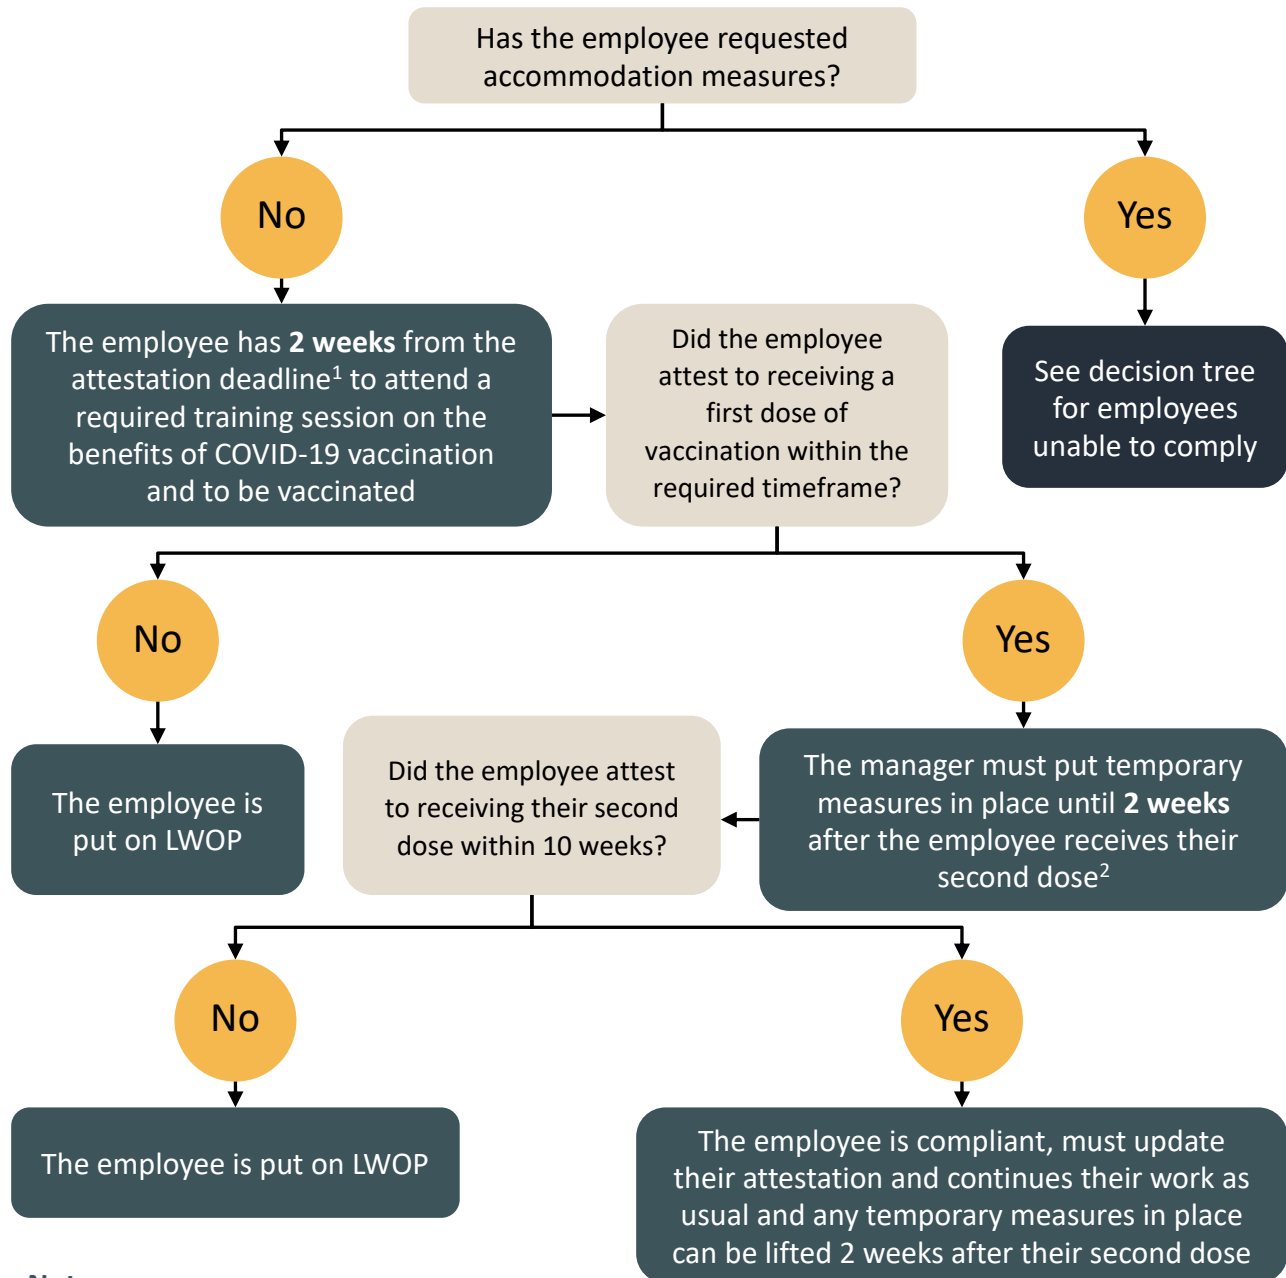 Has the employee requested
accommodation measures?
No
Yes
The employee has 2 weeks from the
attestation deadline1 to attend a
required training session on the
benefits of COVID-19 vaccination
and to be vaccinated
Did the employee
attest to receiving a
first dose of
vaccination within the
required timeframe?
See decision tree
for employees
unable to comply
No
Yes
The employee is
put on LWOP
Did the employee attest
to receiving their second
dose within 10 weeks?
The manager must put temporary
measures in place until 2 weeks
after the employee receives their
second dose2
No
Yes
The employee is put on LWOP
The employee is compliant, must update
their attestation and continues their work as
usual and any temporary measures in place
can be lifted 2 weeks after their second dose